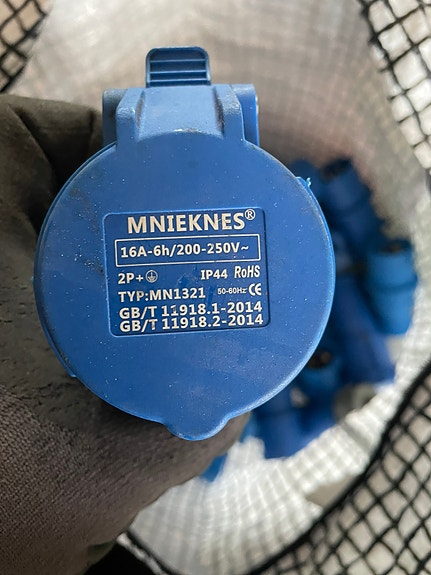 MNIEKNES®
16A-6h/200-250V~
2P+⏚ IP44 RoHS
TYP:MN1321 50-60Hz CE
GB/T 11918.1-2014
GB/T 11918.2-2014